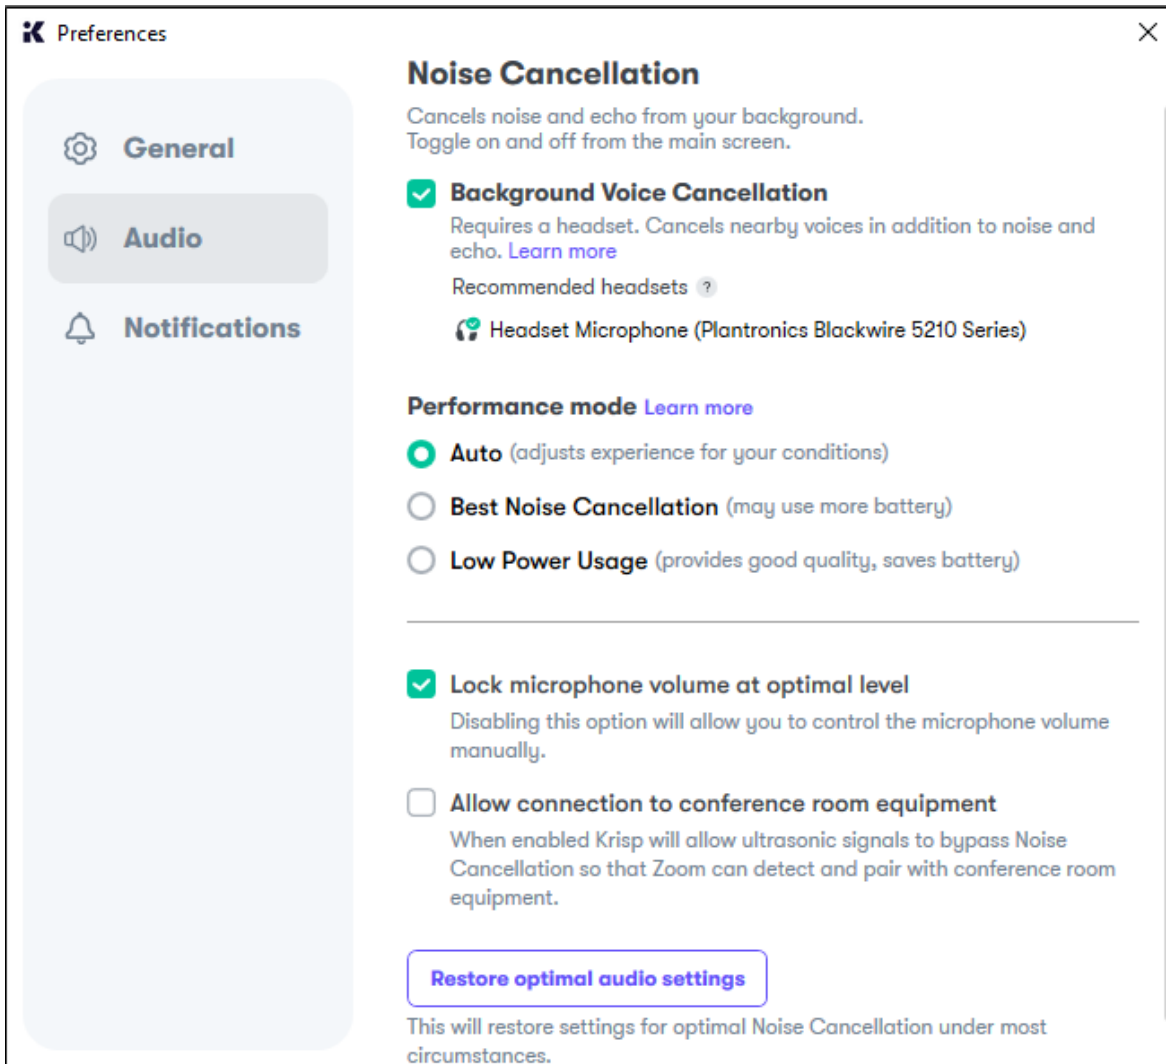 Preferences
General
Audio
Notifications
Noise Cancellation
Cancels noise and echo from your background.
Toggle on and off from the main screen.
Background Voice Cancellation
Requires a headset. Cancels nearby voices in addition to noise and
echo. Learn more
Recommended headsets ?
Headset Microphone (Plantronics Blackwire 5210 Series)
Performance mode Learn more
Auto (adjusts experience for your conditions)
Best Noise Cancellation (may use more battery)
Low Power Usage (provides good quality, saves battery)
Lock microphone volume at optimal level
Disabling this option will allow you to control the microphone volume
manually.
Allow connection to conference room equipment
When enabled Krisp will allow ultrasonic signals to bypass Noise
Cancellation so that Zoom can detect and pair with conference room
equipment.
Restore optimal audio settings
This will restore settings for optimal Noise Cancellation under most
circumstances.